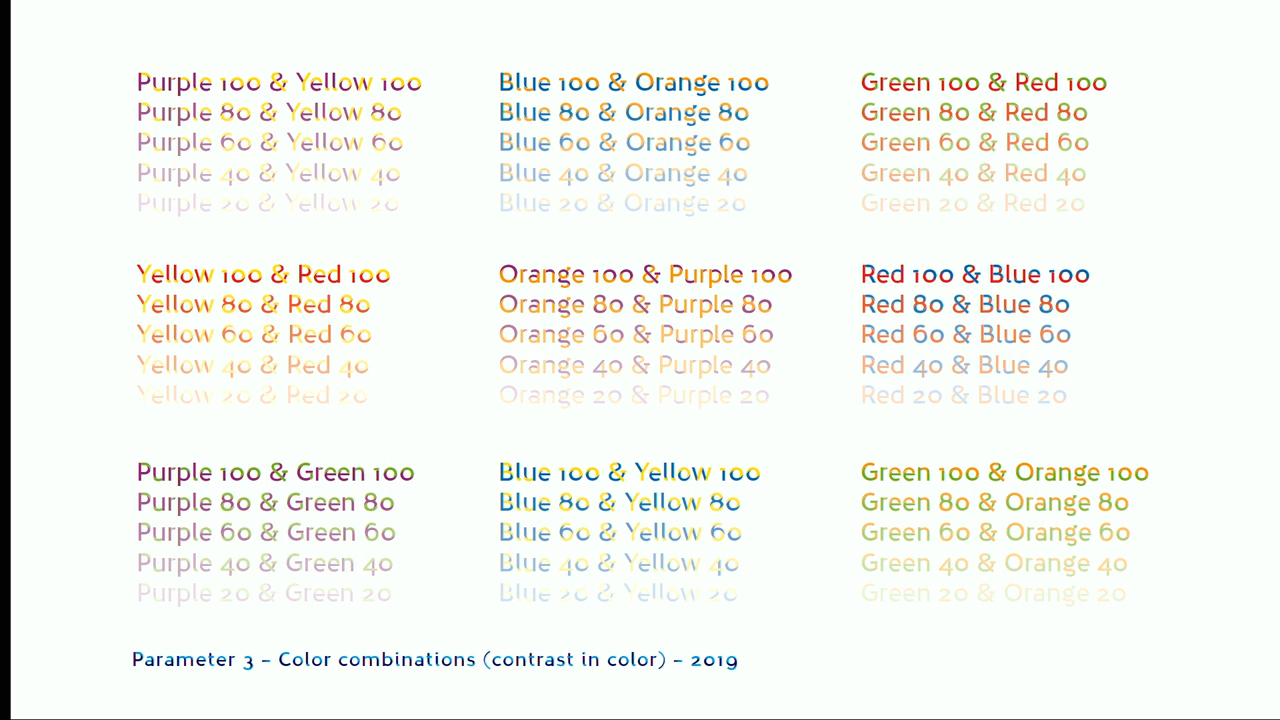 Purple 100 & Yellow 100
Purple 80 & Yellow 80
Purple 60 & Yellow 60
Purple 40 & Yellow 40
Purple 20 & Yellow 20
Blue 100 & Orange 100
Blue 80 & Orange 80
Blue 60 & Orange 60
Blue 40 & Orange 40
Blue 20 & Orange 20
Green 100 & Red 100
Green 80 & Red 80
Green 60 & Red 60
Green 40 & Red 40
Green 20 & Red 20
Yellow 100 & Red 100
Yellow 80 & Red 80
Yellow 60 & Red 60
Yellow 40 & Red 40
Yellow 20 & Red 20
Orange 100 & Purple 100
Orange 80 & Purple 80
Orange 60 & Purple 60
Orange 40 & Purple 40
Orange 20 & Purple 20
Red 100 & Blue 100
Red 80 & Blue 80
Red 60 & Blue 60
Red 40 & Blue 40
Red 20 & Blue 20
Purple 100 & Green 100
Purple 80 & Green 80
Purple 60 & Green 60
Purple 40 & Green 40
Purple 20 & Green 20
Blue 100 & Yellow 100
Blue 80 & Yellow 80
Blue 60 & Yellow 60
Blue 40 & Yellow 40
Blue 20 & Yellow 20
Green 100 & Orange 100
Green 80 & Orange 80
Green 60 & Orange 60
Green 40 & Orange 40
Green 20 & Orange 20
Parameter 3 – Color combinations (contrast in color) – 2019